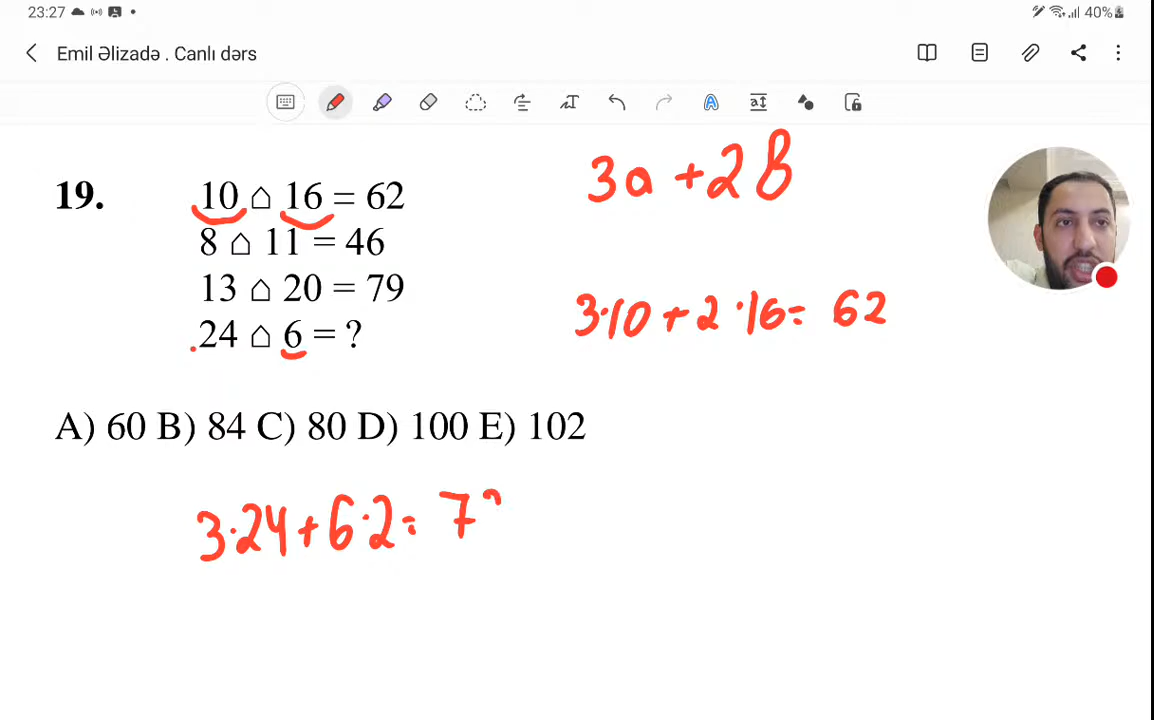 23:27 40%
Emil Əlizadə . Canlı dərs
3a + 2b
19. 10 ⌂ 16 = 62
8 ⌂ 11 = 46
13 ⌂ 20 = 79
24 ⌂ 6 = ?
3·10 + 2·16 = 62
A) 60 B) 84 C) 80 D) 100 E) 102
3·24 + 6·2 = 7